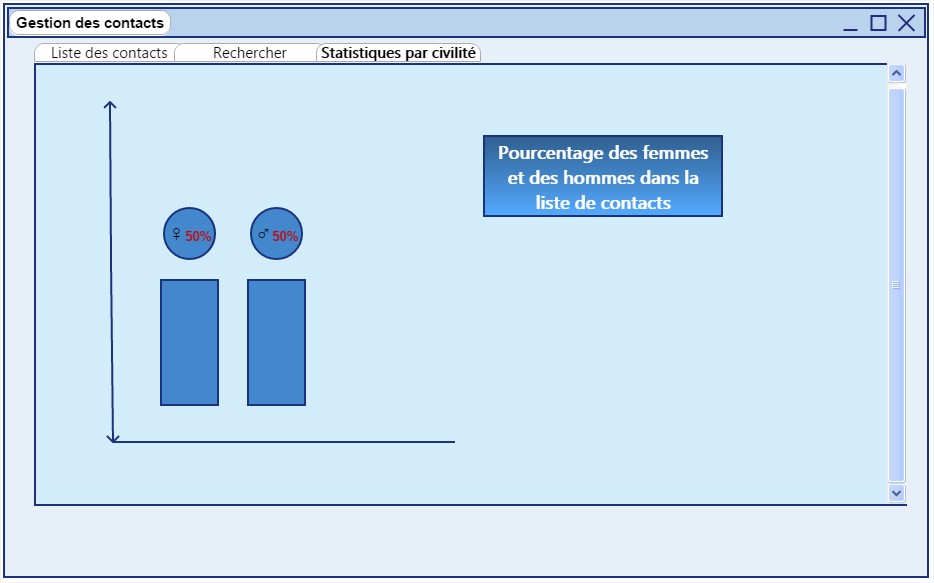 Gestion des contacts
Liste des contacts
Rechercher
Statistiques par civilité
Pourcentage des femmes
et des hommes dans la
liste de contacts
♀ 50%
♂ 50%